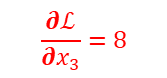 ∂ℒ/∂x₃ = 8